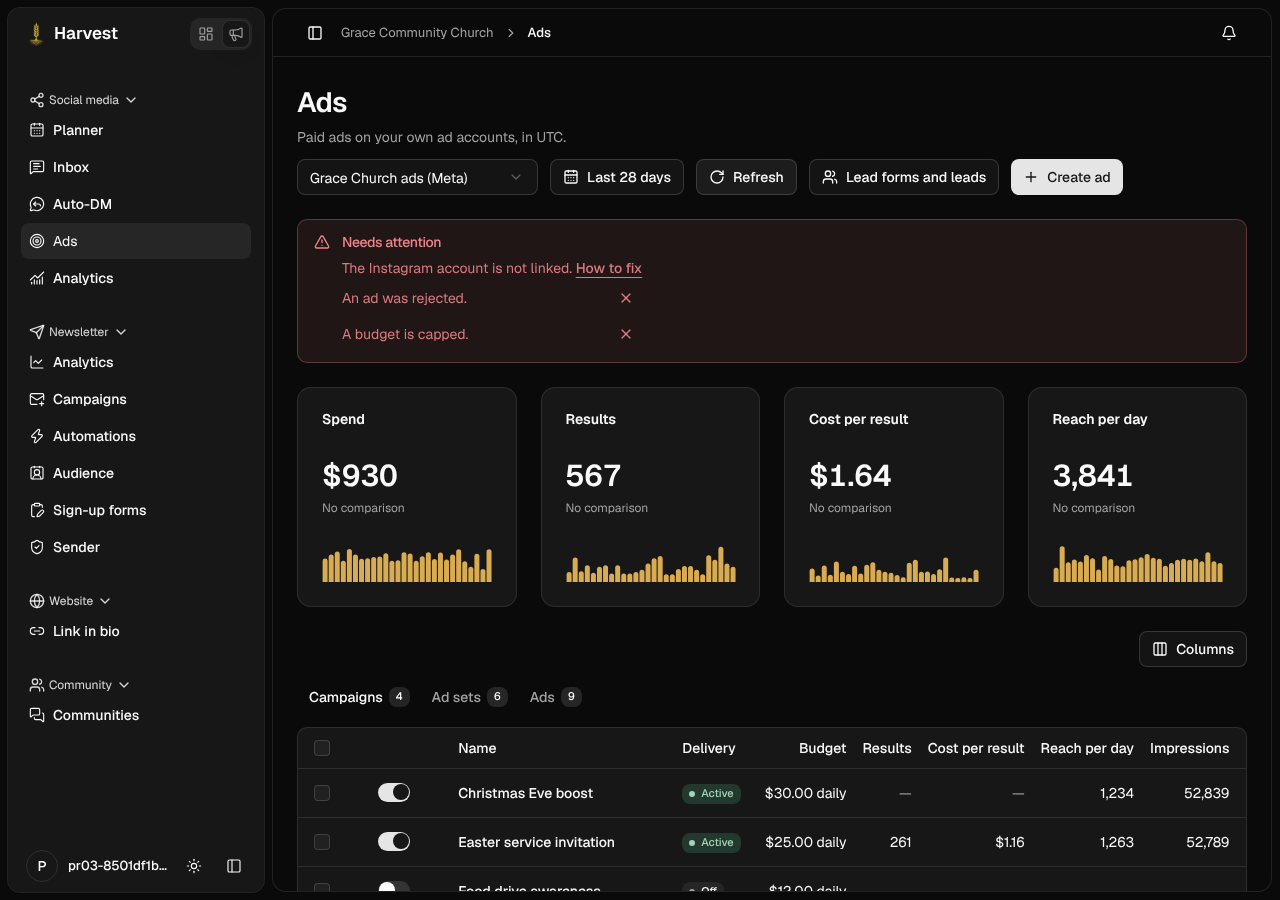 Harvest
Grace Community Church > Ads
Social media
Planner
Inbox
Auto-DM
Ads
Analytics
Newsletter
Analytics
Campaigns
Automations
Audience
Sign-up forms
Sender
Website
Link in bio
Community
Communities
P pr03-8501df1b...
Ads
Paid ads on your own ad accounts, in UTC.
Grace Church ads (Meta) Last 28 days Refresh Lead forms and leads + Create ad
Needs attention
The Instagram account is not linked. How to fix
An ad was rejected.
A budget is capped.
Spend Results Cost per result Reach per day
$930 567 $1.64 3,841
No comparison No comparison No comparison No comparison
Columns
Campaigns 4 Ad sets 6 Ads 9
Name Delivery Budget Results Cost per result Reach per day Impressions
Christmas Eve boost Active $30.00 daily — — 1,234 52,839
Easter service invitation Active $25.00 daily 261 $1.16 1,263 52,789
Food drive awareness Off $12.00 daily